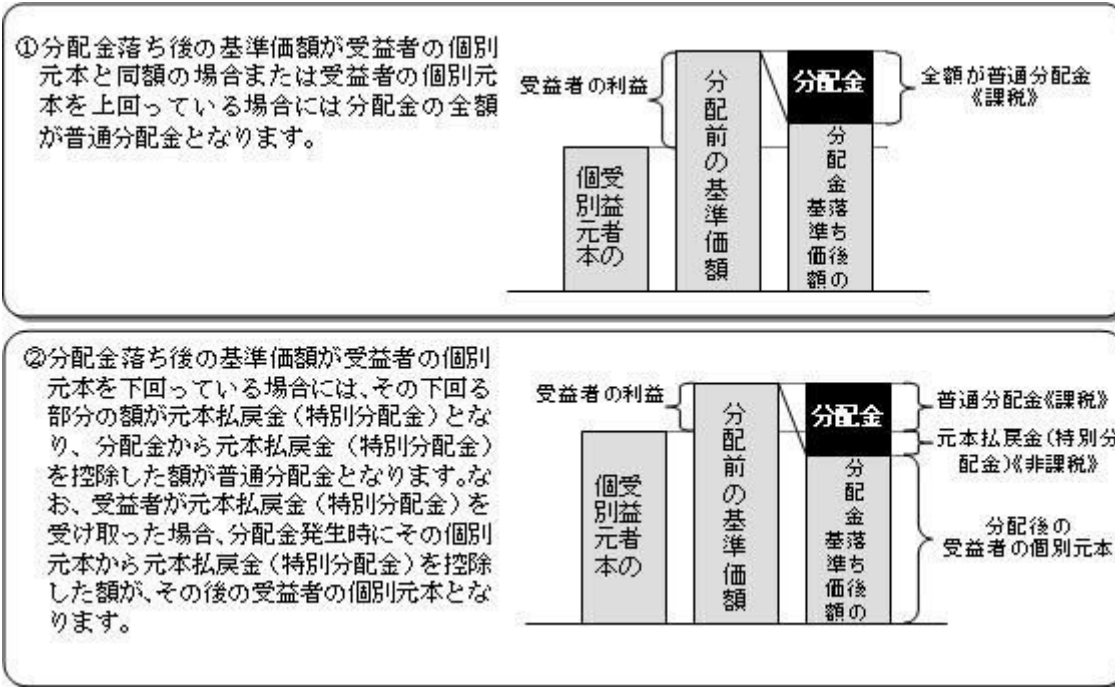 ①分配金落ち後の基準価額が受益者の個別
元本と同額の場合または受益者の個別元
本を上回っている場合には分配金の全額
が普通分配金となります。
受益者の利益
分配前の基準価額
分配金
全額が普通分配金
《課税》
受益者の
個別元本
分配金落ち後の
基準価額
②分配金落ち後の基準価額が受益者の個別
元本を下回っている場合には、その下回る
部分の額が元本払戻金(特別分配金)とな
り、分配金から元本払戻金(特別分配金)
を控除した額が普通分配金となります。な
お、受益者が元本払戻金(特別分配金)を
受け取った場合、分配金発生時にその個別
元本から元本払戻金(特別分配金)を控除
した額が、その後の受益者の個別元本とな
ります。
受益者の利益
分配前の基準価額
分配金
普通分配金《課税》
元本払戻金(特別分
配金)《非課税》
受益者の
個別元本
分配金落ち後の
基準価額
分配後の
受益者の個別元本